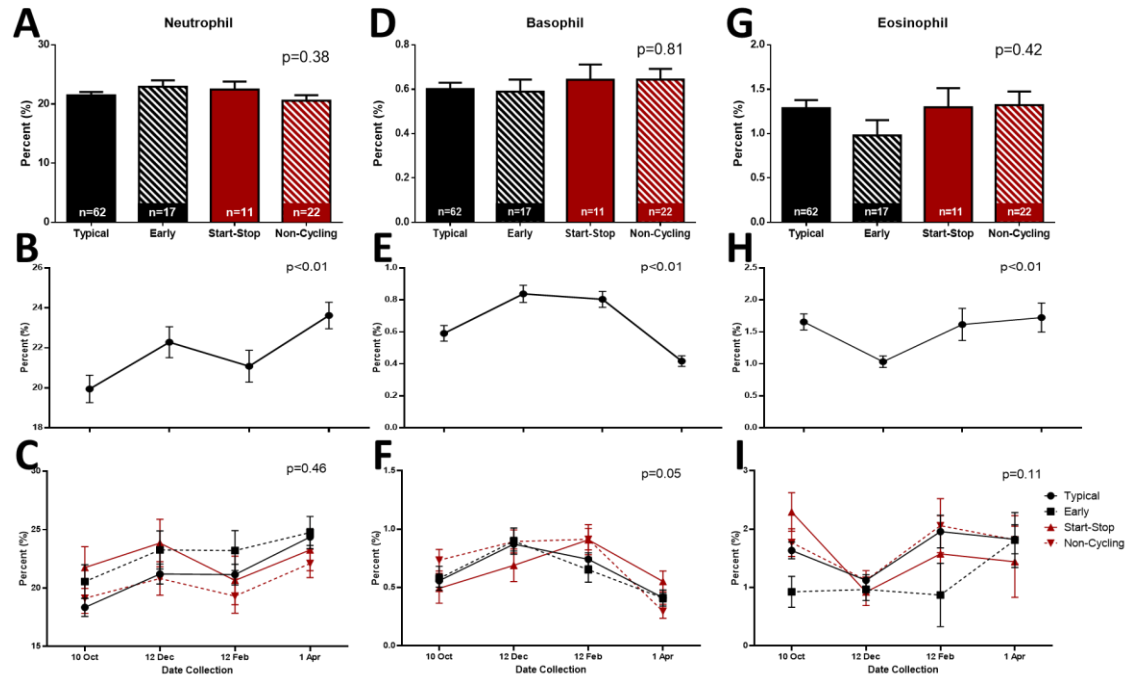 A
Neutrophil
p=0.38
Percent (%)
30
20
10
0
n=62
n=17
n=11
n=22
Typical
Early
Start-Stop
Non-Cycling
D
Basophil
p=0.81
Percent (%)
0.8
0.6
0.4
0.2
0.0
n=62
n=17
n=11
n=22
Typical
Early
Start-Stop
Non-Cycling
G
Eosinophil
p=0.42
Percent (%)
2.0
1.5
1.0
0.5
0.0
n=62
n=17
n=11
n=22
Typical
Early
Start-Stop
Non-Cycling
B
p<0.01
Percent (%)
26
24
22
20
18
E
p<0.01
Percent (%)
1.0
0.8
0.6
0.4
0.2
0.0
H
p<0.01
Percent (%)
2.5
2.0
1.5
1.0
0.5
0.0
C
p=0.46
Percent (%)
30
25
20
15
10 Oct
12 Dec
12 Feb
1 Apr
Date Collection
F
p=0.05
Percent (%)
1.5
1.0
0.5
0.0
10 Oct
12 Dec
12 Feb
1 Apr
Date Collection
I
p=0.11
Percent (%)
3
2
1
0
10 Oct
12 Dec
12 Feb
1 Apr
Date Collection
Typical
Early
Start-Stop
Non-Cycling